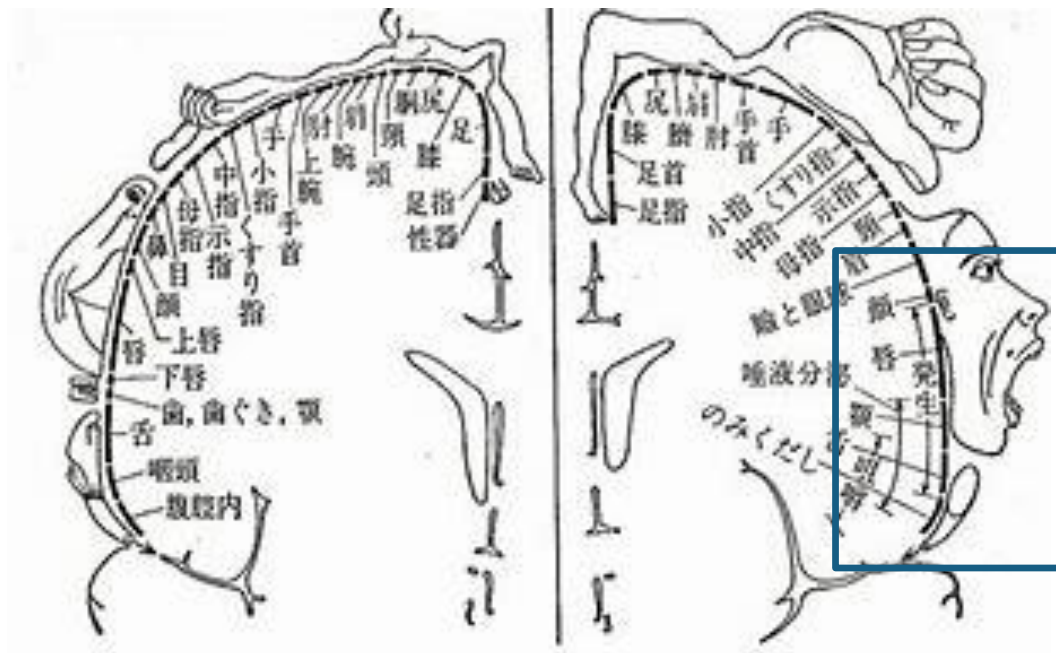 足
膝
尻
胴
頸
頭
肩
腕
肘
上腕
手首
手
小指
くすり指
中指
示指
母指
目
鼻
顔
上唇
唇
下唇
歯,歯ぐき,顎
舌
咽頭
腹腔内
足指
性器
膝
尻
肩
肘
手首
手
足首
足指
小指
くすり指
中指
示指
母指
瞼と眼球
顔
唇
発生
唾液分泌
のみくだし